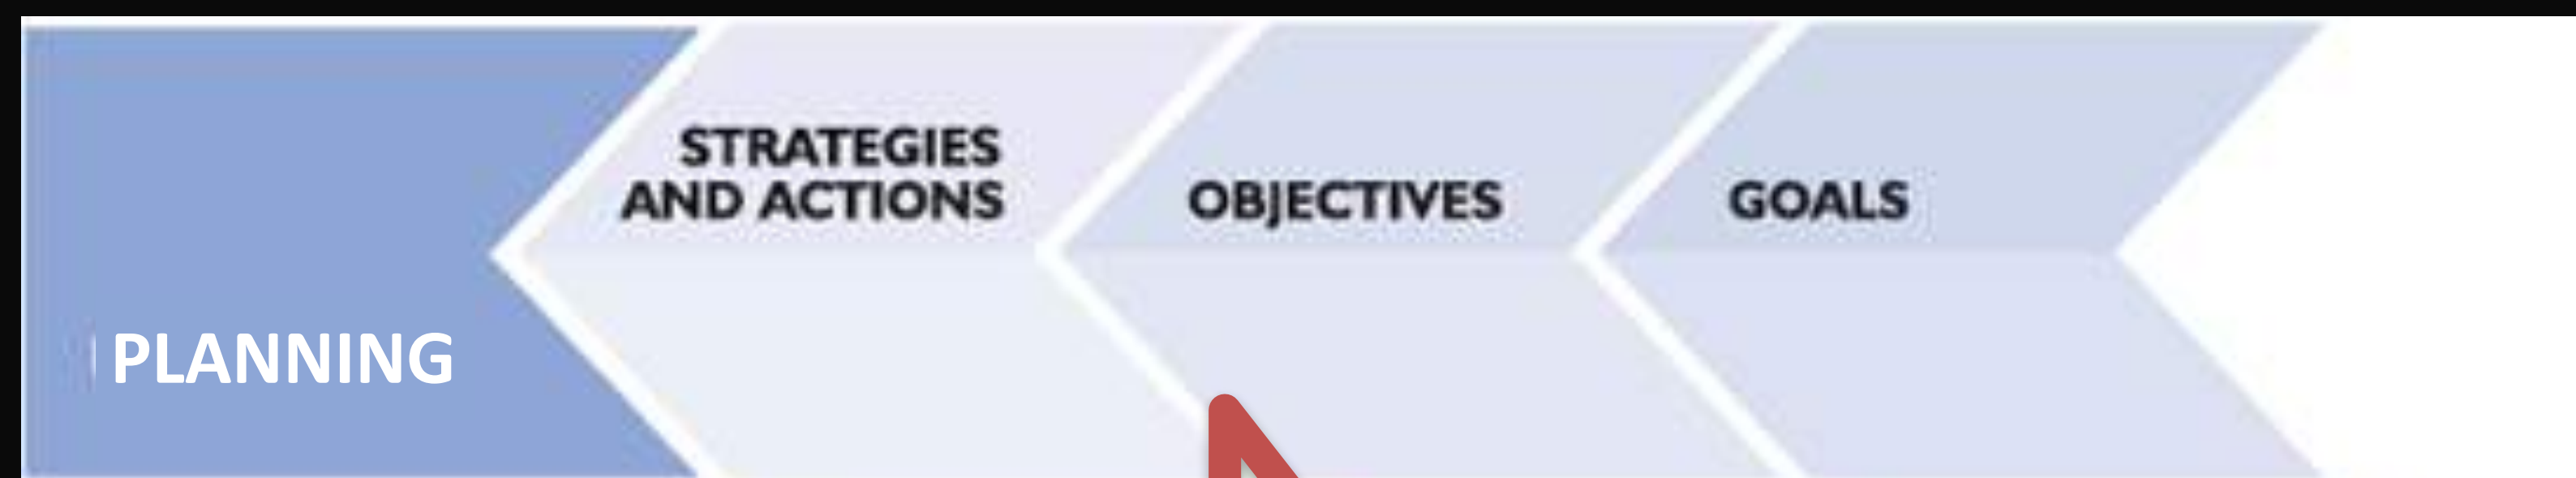 STRATEGIES
AND ACTIONS
OBJECTIVES
GOALS
PLANNING